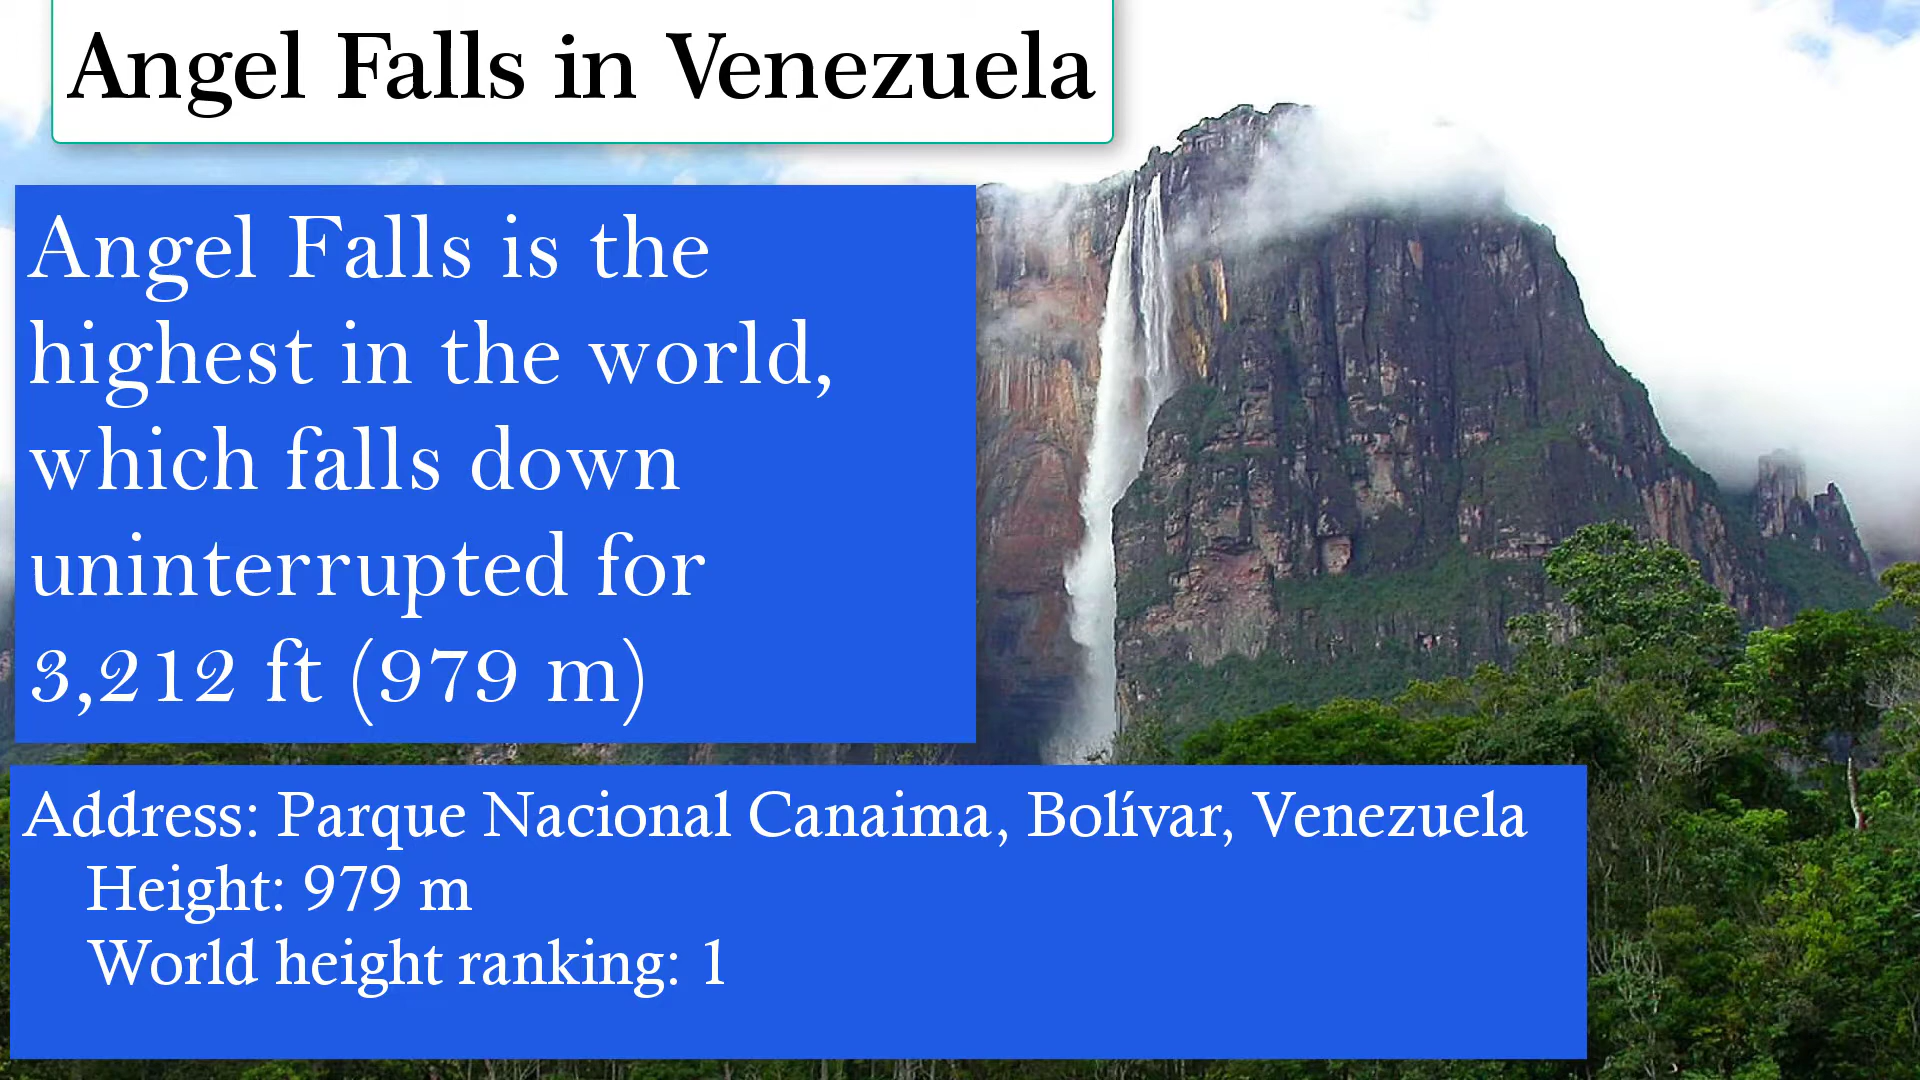 Angel Falls in Venezuela
Angel Falls is the
highest in the world,
which falls down
uninterrupted for
3,212 ft (979 m)
Address: Parque Nacional Canaima, Bolívar, Venezuela
Height: 979 m
World height ranking: 1